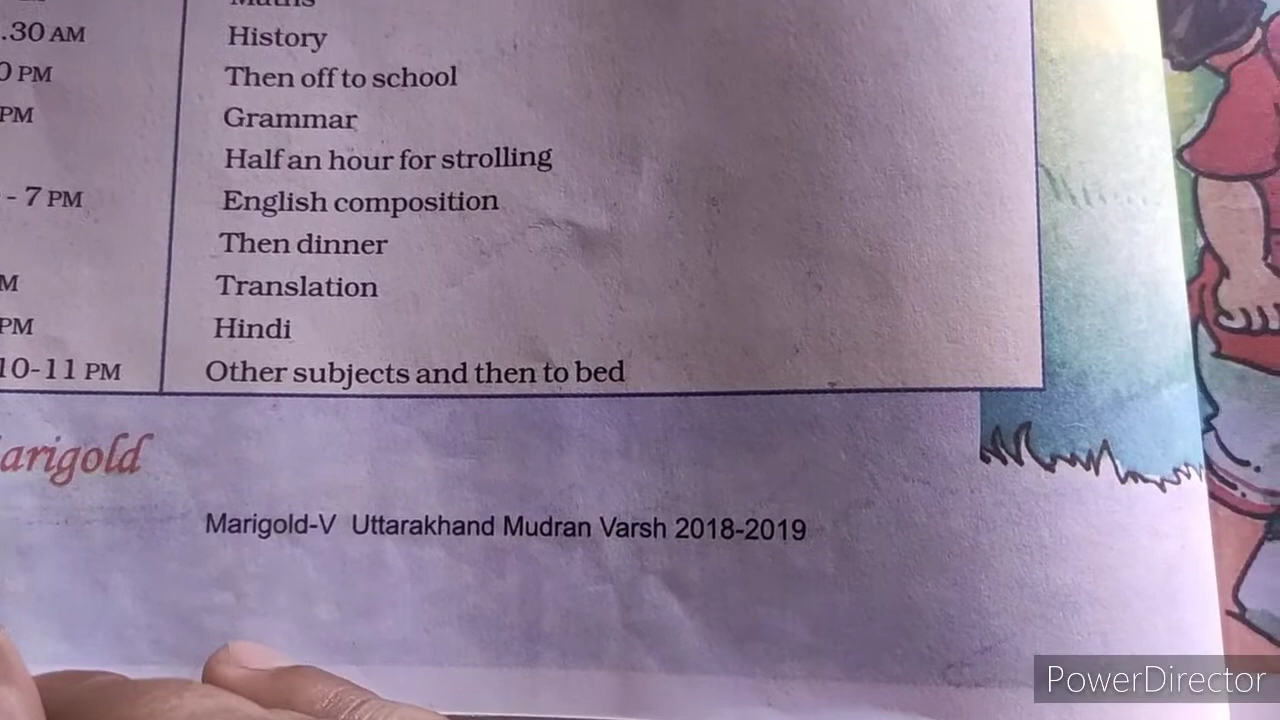 Maths
.30 AM History
0 PM Then off to school
PM Grammar
Half an hour for strolling
- 7 PM English composition
Then dinner
M Translation
PM Hindi
10-11 PM Other subjects and then to bed
arigold
Marigold-V Uttarakhand Mudran Varsh 2018-2019
PowerDirector